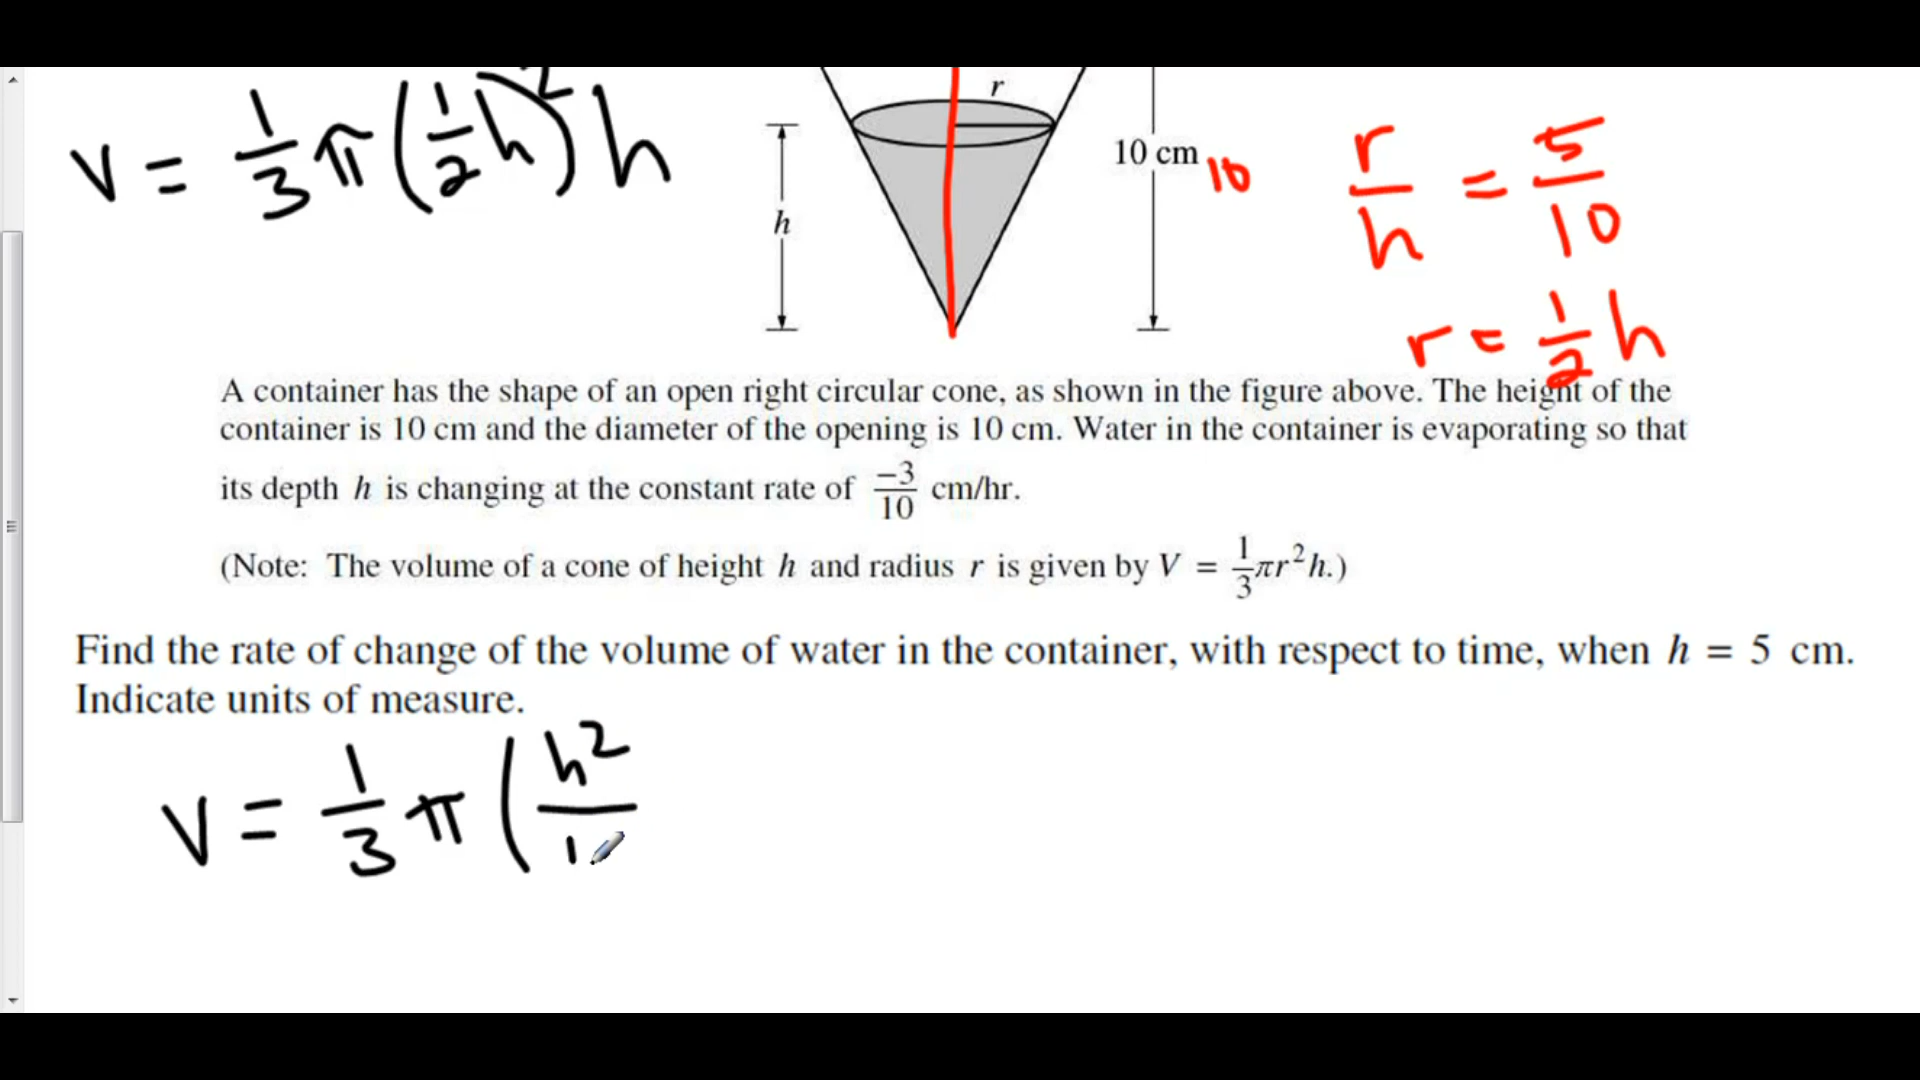 V = 1/3 π (1/2 h)² h
r
10 cm
10
h
r/h = 5/10
r = 1/2 h
A container has the shape of an open right circular cone, as shown in the figure above. The height of the
container is 10 cm and the diameter of the opening is 10 cm. Water in the container is evaporating so that
its depth h is changing at the constant rate of -3/10 cm/hr.
(Note: The volume of a cone of height h and radius r is given by V = 1/3 πr²h.)
Find the rate of change of the volume of water in the container, with respect to time, when h = 5 cm.
Indicate units of measure.
V = 1/3 π (h²/